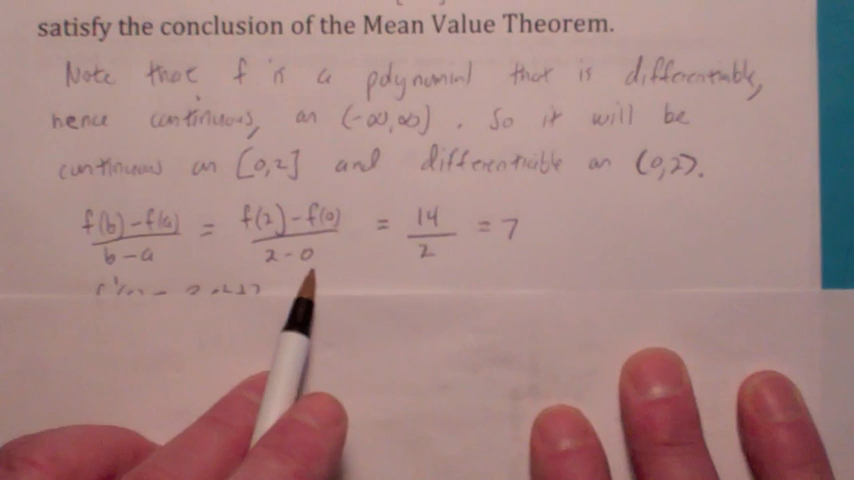 satisfy the conclusion of the Mean Value Theorem.
Note that f is a polynomial that is differentiable,
hence continuous, on (-∞,∞). So it will be
continuous on [0,2] and differentiable on (0,2).
f(b)-f(a)/b-a = f(2)-f(0)/2-0 = 14/2 = 7